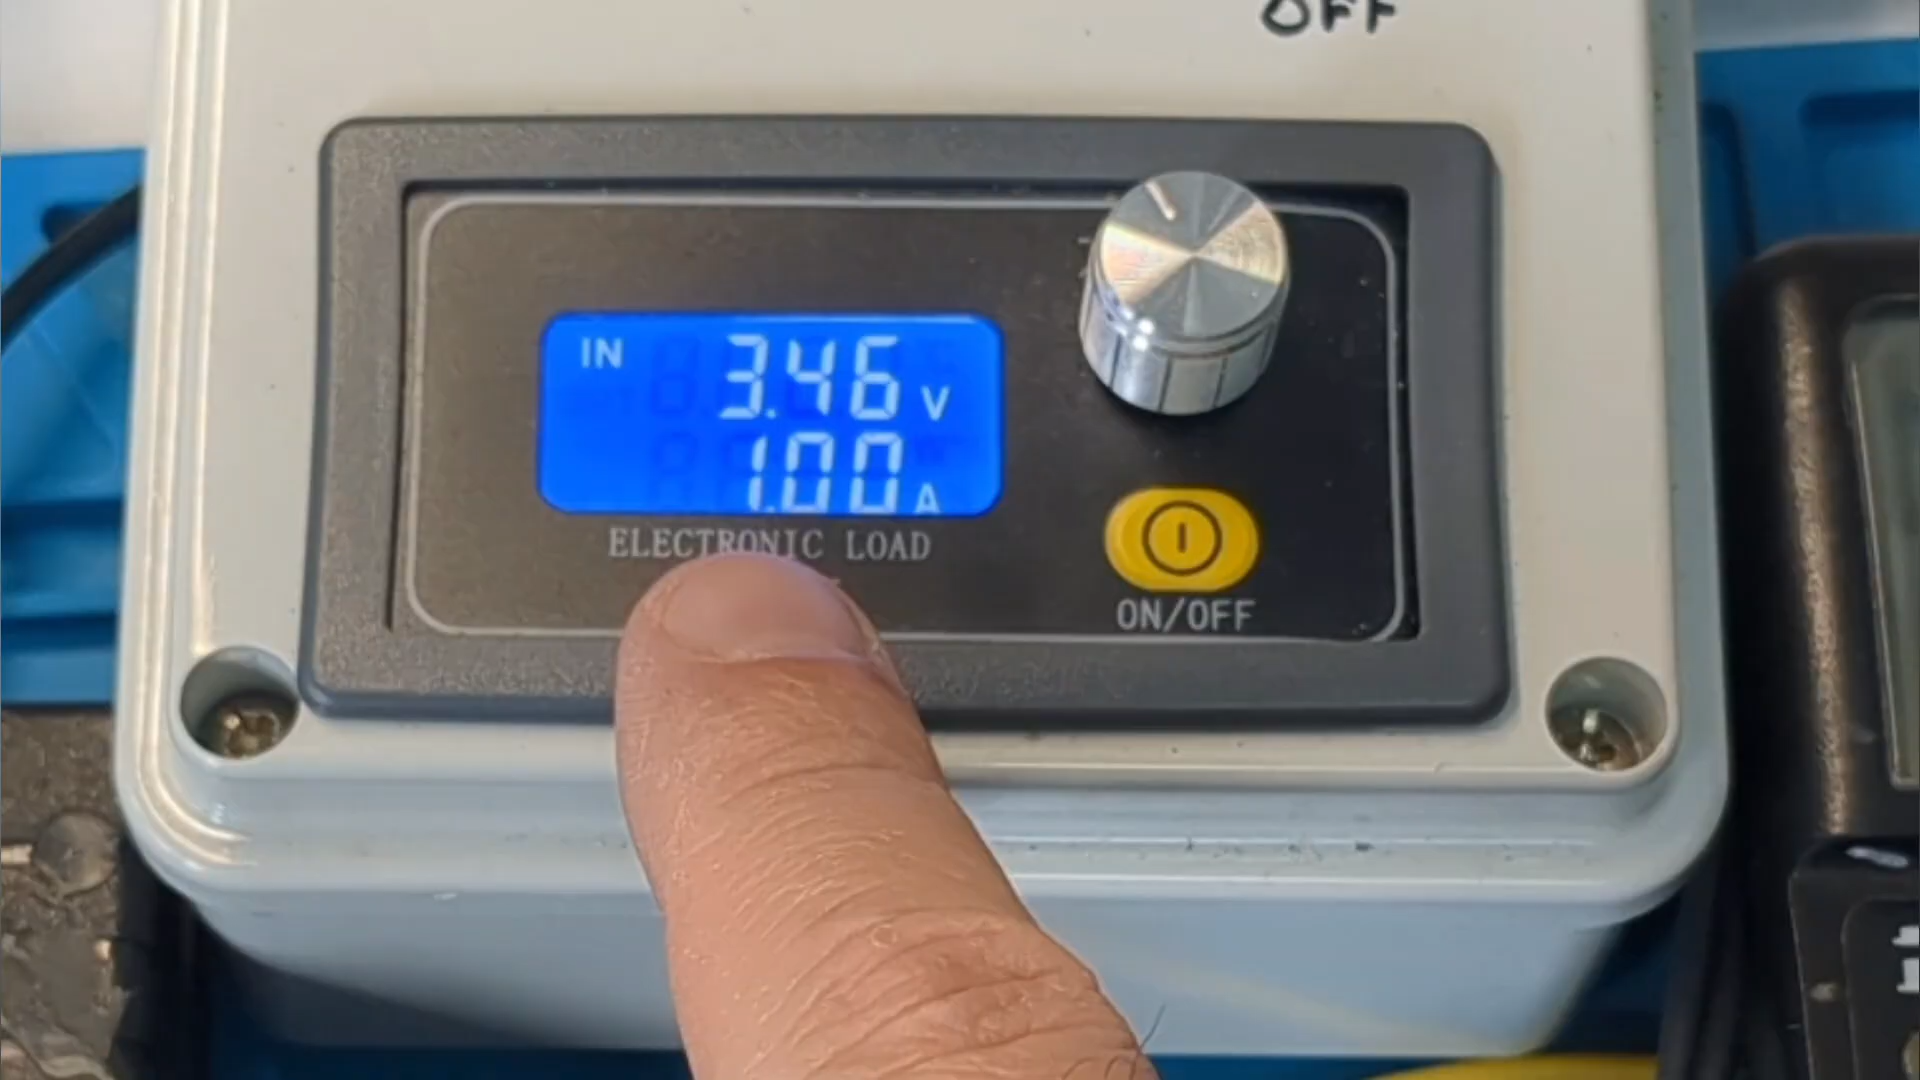 OFF
IN 3.46 V
1.00 A
ELECTRONIC LOAD
ON/OFF